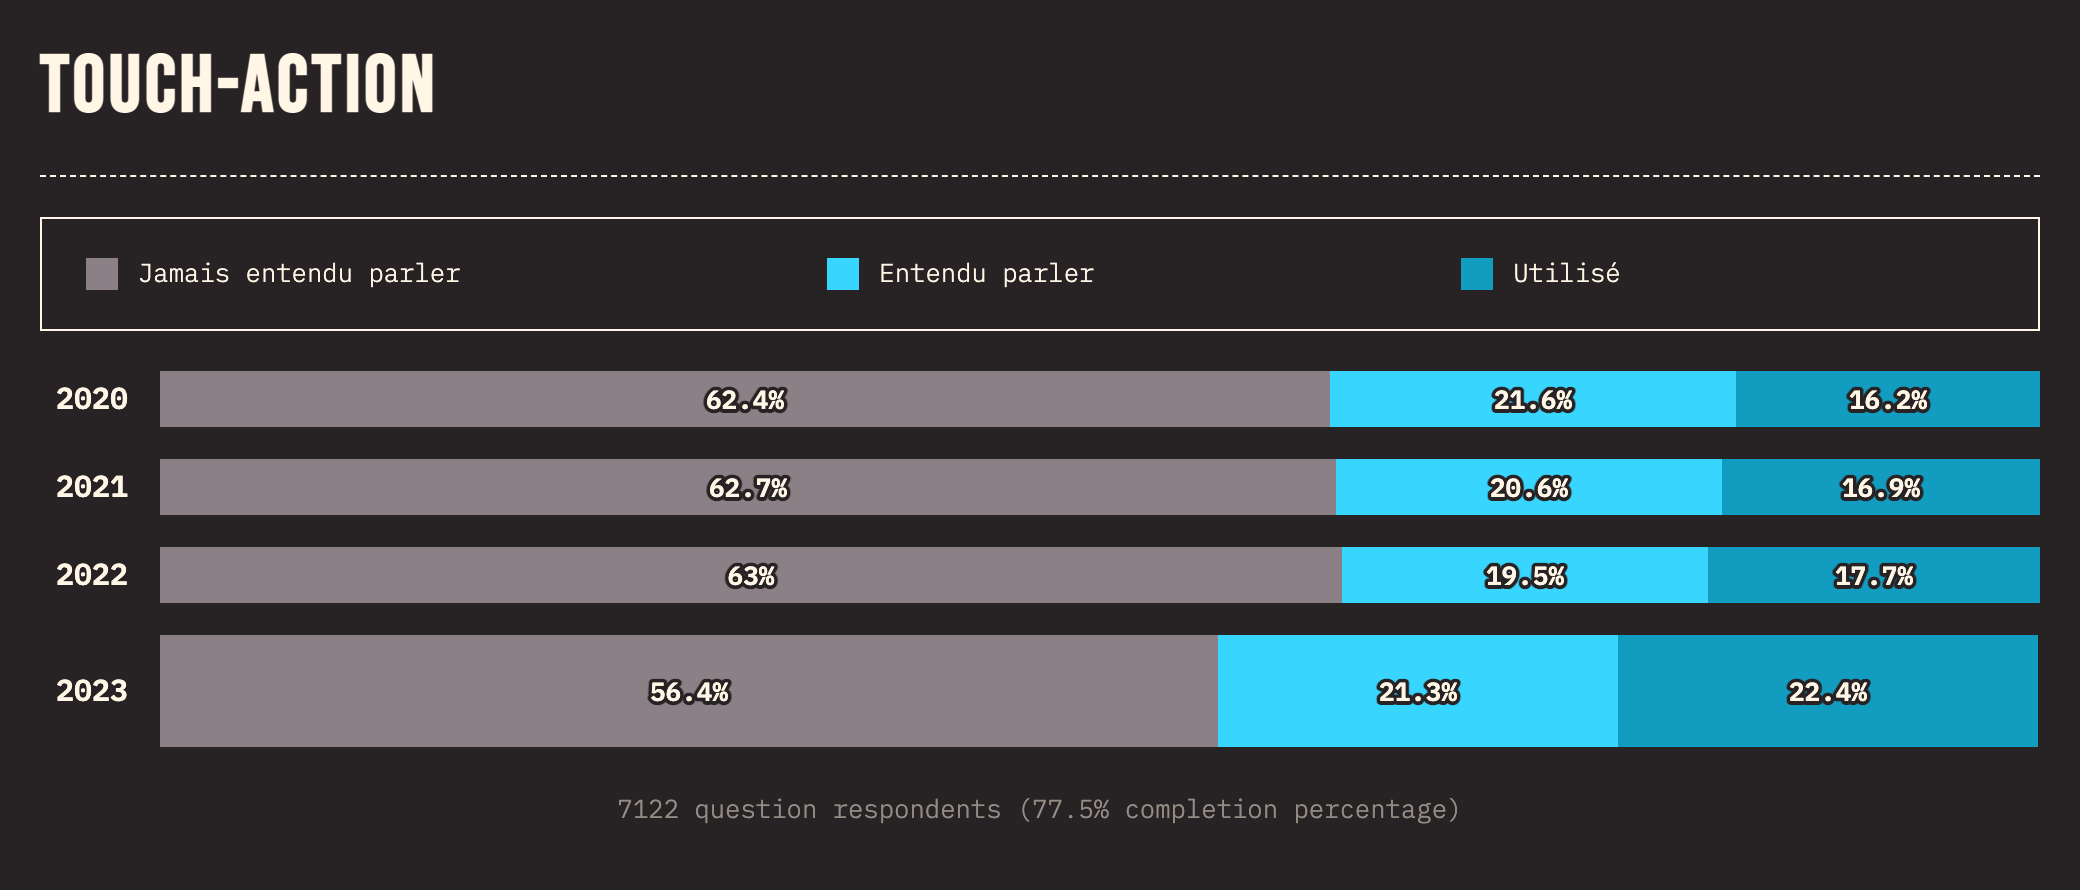 TOUCH-ACTION
Jamais entendu parler Entendu parler Utilisé
2020 62.4% 21.6% 16.2%
2021 62.7% 20.6% 16.9%
2022 63% 19.5% 17.7%
2023 56.4% 21.3% 22.4%
7122 question respondents (77.5% completion percentage)